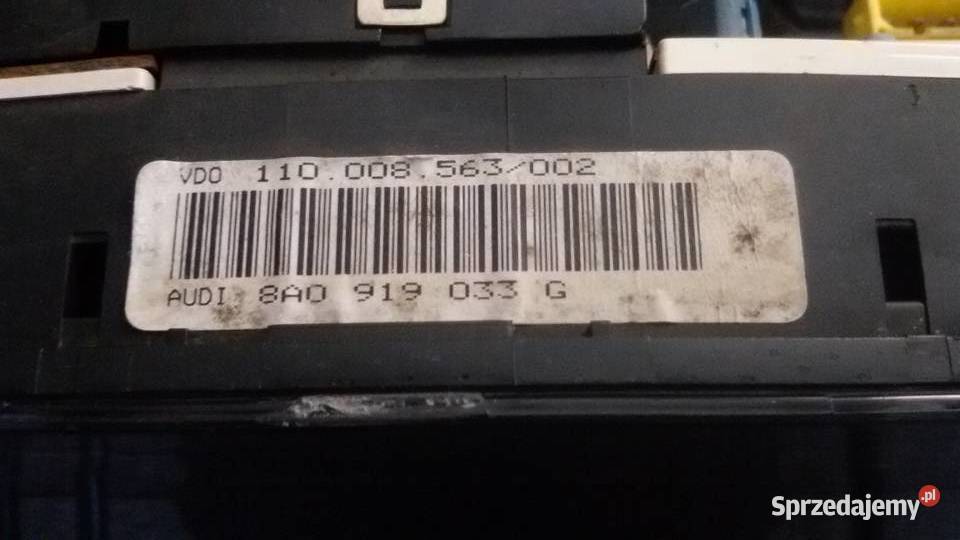 VDO 110.008.563/002
AUDI 8A0 919 033 G
Sprzedajemy.pl